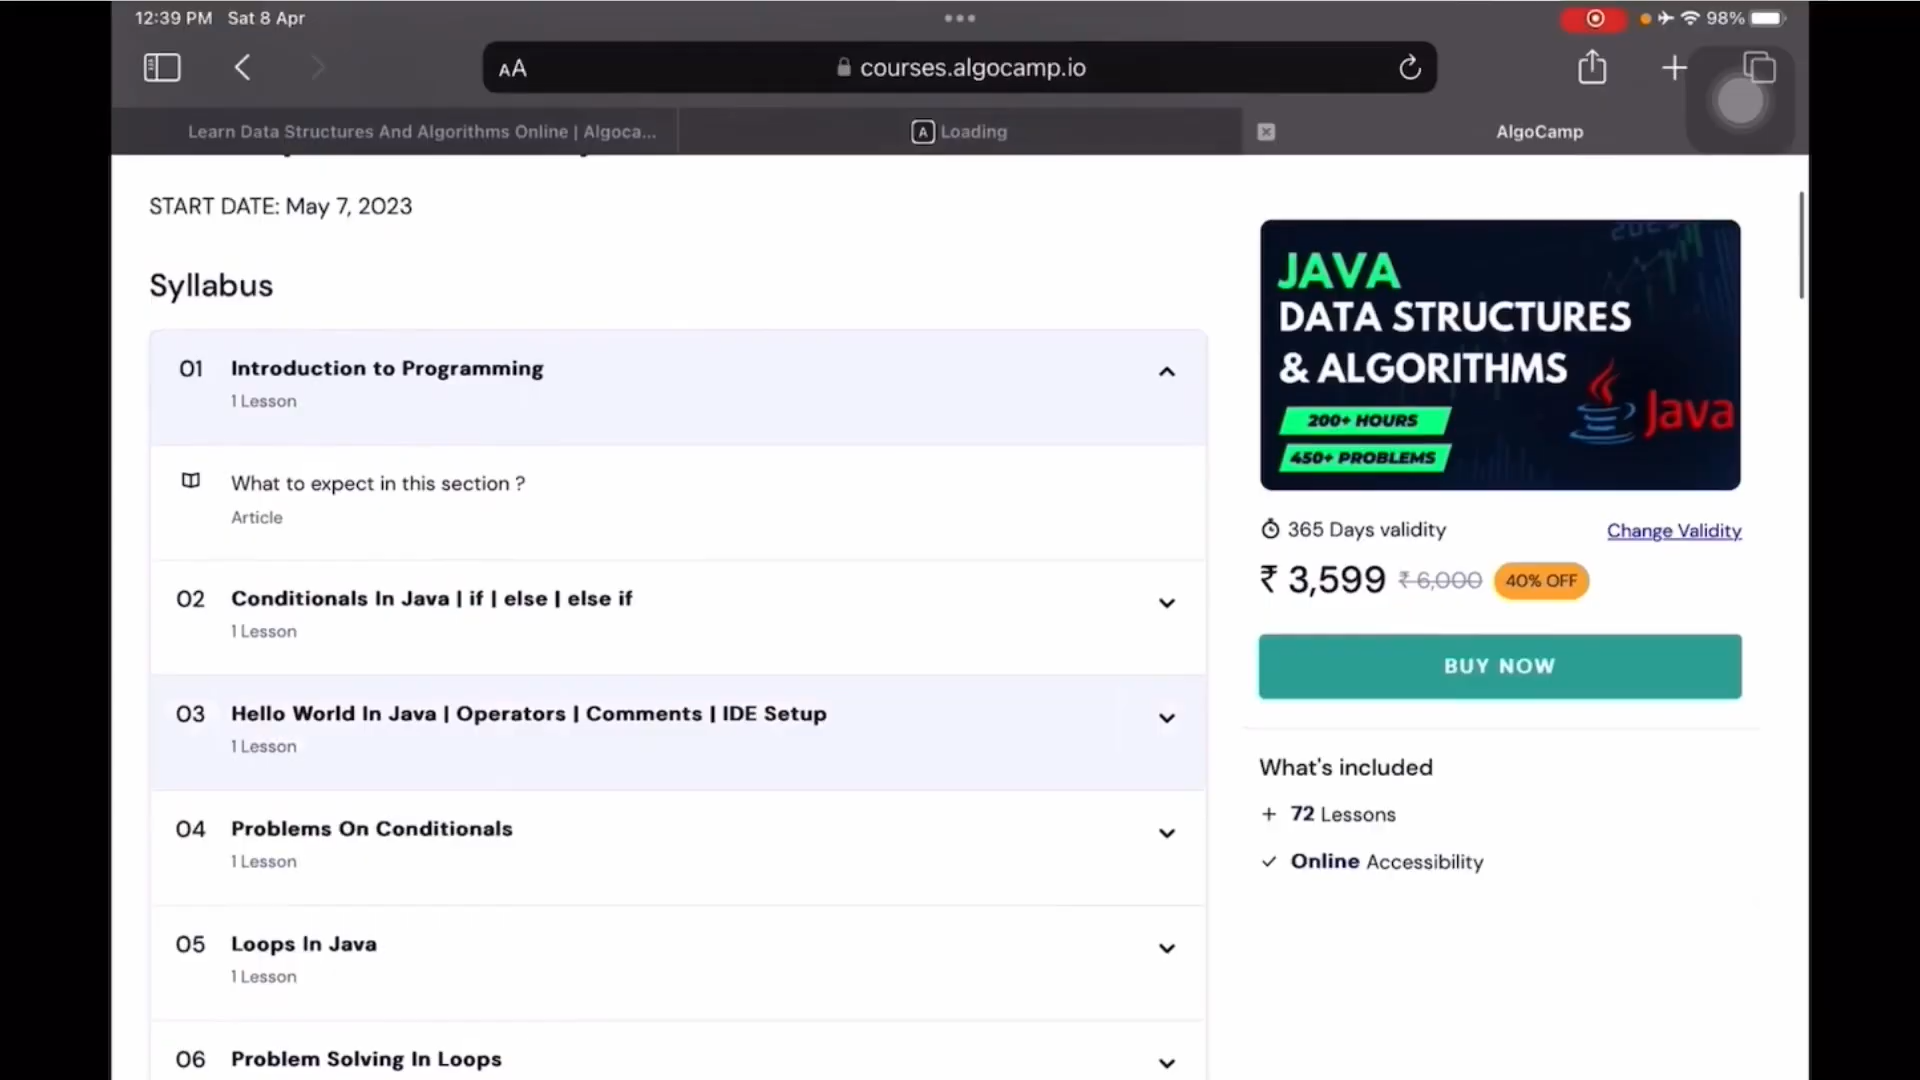 12:39 PM Sat 8 Apr
98%
AA
courses.algocamp.io
Learn Data Structures And Algorithms Online | Algoca...
A Loading
AlgoCamp
START DATE: May 7, 2023
Syllabus
01 Introduction to Programming
1 Lesson
What to expect in this section ?
Article
02 Conditionals In Java | if | else | else if
1 Lesson
03 Hello World In Java | Operators | Comments | IDE Setup
1 Lesson
04 Problems On Conditionals
1 Lesson
05 Loops In Java
1 Lesson
06 Problem Solving In Loops
JAVA
DATA STRUCTURES
& ALGORITHMS
200+ HOURS
450+ PROBLEMS
Java
365 Days validity
Change Validity
₹ 3,599 ₹ 6,000 40% OFF
BUY NOW
What's included
+ 72 Lessons
Online Accessibility